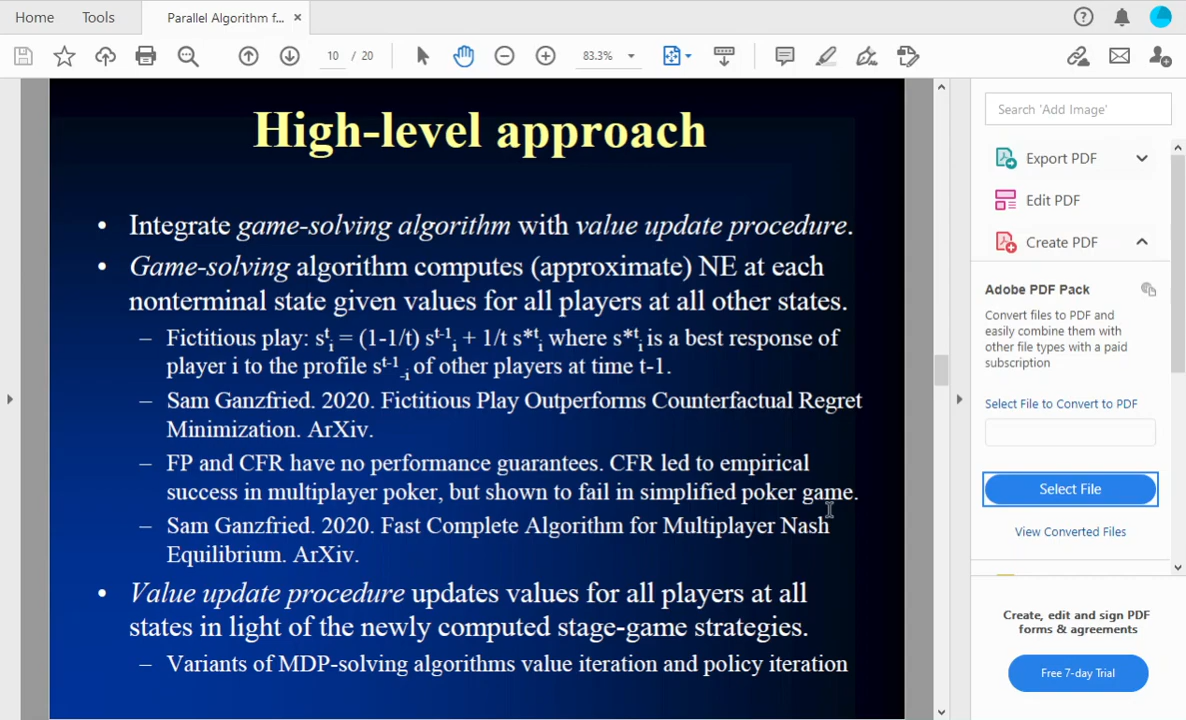 Home Tools Parallel Algorithm f... ×
10 / 20 83.3%
High-level approach
• Integrate game-solving algorithm with value update procedure.
• Game-solving algorithm computes (approximate) NE at each
nonterminal state given values for all players at all other states.
– Fictitious play: s^t_i = (1-1/t) s^t-1_i + 1/t s*^t_i where s*^t_i is a best response of
player i to the profile s^t-1_-i of other players at time t-1.
– Sam Ganzfried. 2020. Fictitious Play Outperforms Counterfactual Regret
Minimization. ArXiv.
– FP and CFR have no performance guarantees. CFR led to empirical
success in multiplayer poker, but shown to fail in simplified poker game.
– Sam Ganzfried. 2020. Fast Complete Algorithm for Multiplayer Nash
Equilibrium. ArXiv.
• Value update procedure updates values for all players at all
states in light of the newly computed stage-game strategies.
– Variants of MDP-solving algorithms value iteration and policy iteration
Search 'Add Image'
Export PDF
Edit PDF
Create PDF
Adobe PDF Pack
Convert files to PDF and
easily combine them with
other file types with a paid
subscription
Select File to Convert to PDF
Select File
View Converted Files
Create, edit and sign PDF
forms & agreements
Free 7-day Trial